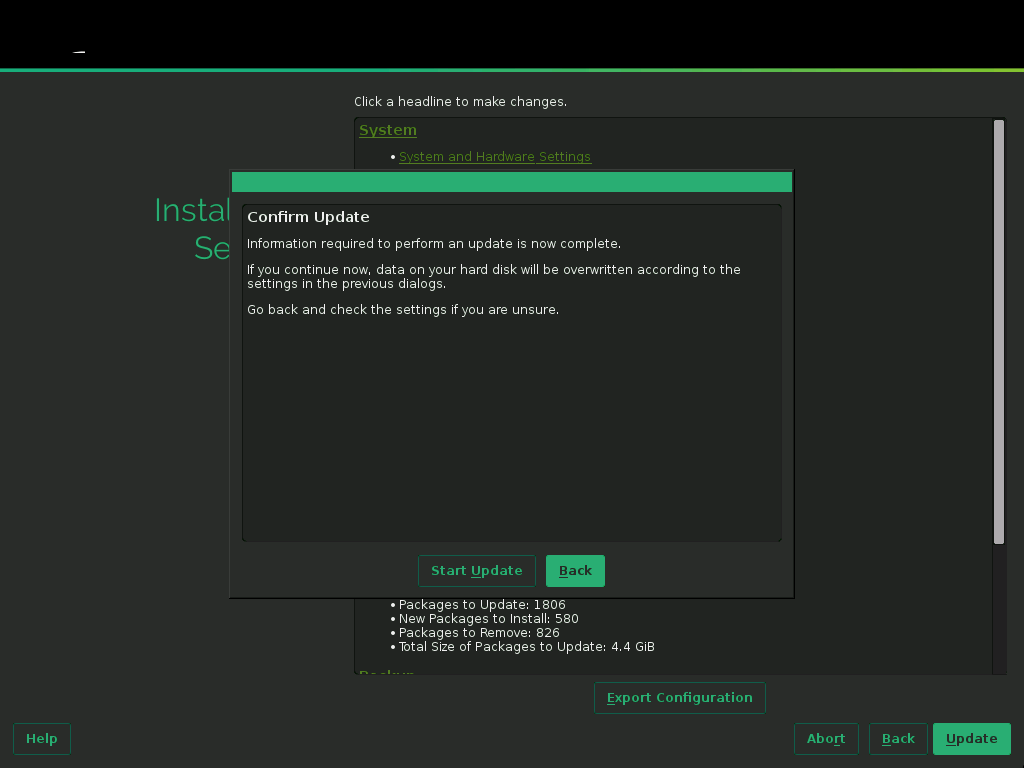 Click a headline to make changes.
System
• System and Hardware Settings
Confirm Update
Information required to perform an update is now complete.
If you continue now, data on your hard disk will be overwritten according to the
settings in the previous dialogs.
Go back and check the settings if you are unsure.
Start Update
Back
• Packages to Update: 1806
• New Packages to Install: 580
• Packages to Remove: 826
• Total Size of Packages to Update: 4.4 GiB
Backup
Export Configuration
Help
Abort
Back
Update